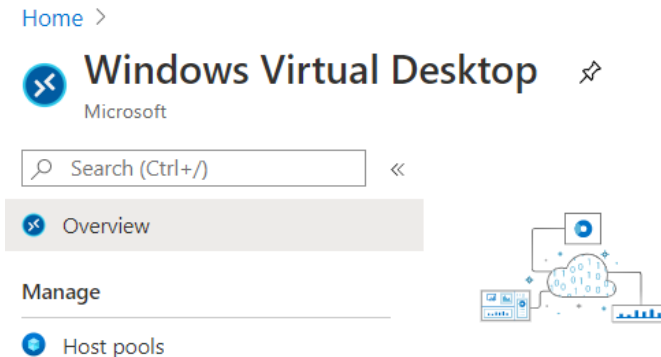 Home >
Windows Virtual Desktop
Microsoft
Search (Ctrl+/)
Overview
Manage
Host pools